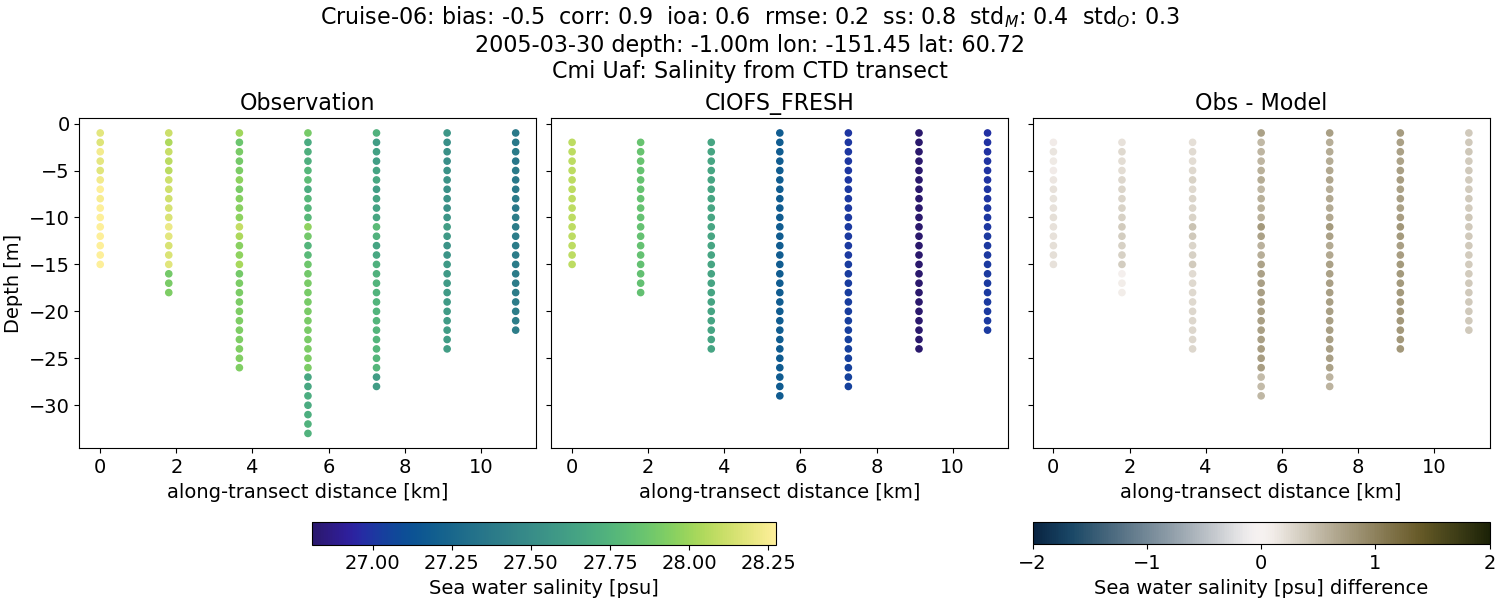 Cruise-06: bias: -0.5  corr: 0.9  ioa: 0.6  rmse: 0.2  ss: 0.8  std_M: 0.4  std_O: 0.3
2005-03-30 depth: -1.00m lon: -151.45 lat: 60.72
Cmi Uaf: Salinity from CTD transect
Observation
CIOFS_FRESH
Obs - Model
Depth [m]
0
−5
−10
−15
−20
−25
−30
0 2 4 6 8 10
0 2 4 6 8 10
0 2 4 6 8 10
along-transect distance [km]
along-transect distance [km]
along-transect distance [km]
27.00 27.25 27.50 27.75 28.00 28.25
Sea water salinity [psu]
−2 −1 0 1 2
Sea water salinity [psu] difference